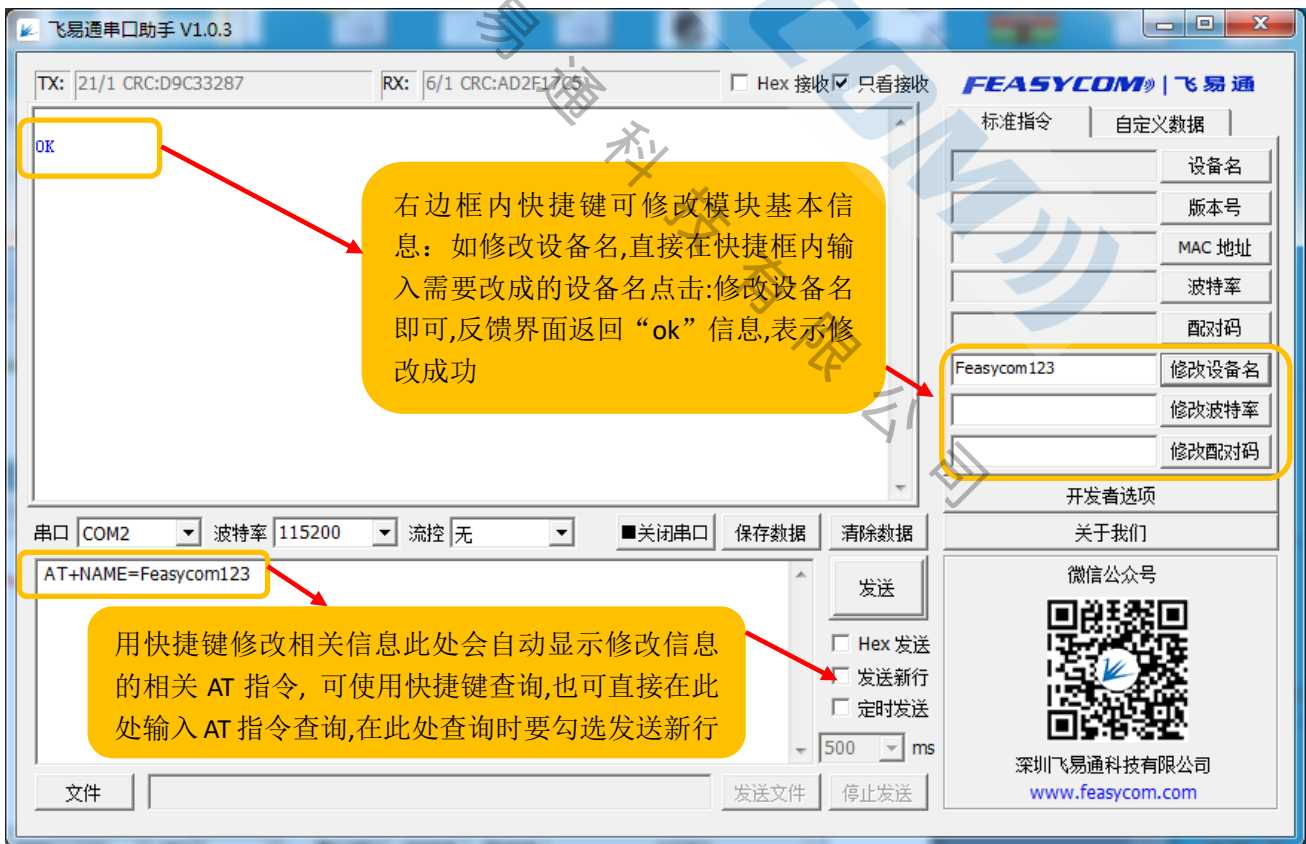 飞易通串口助手 V1.0.3
TX: 21/1 CRC:D9C33287 RX: 6/1 CRC:AD2F17C5 Hex 接收 只看接收
FEASYCOM | 飞易通
OK
右边框内快捷键可修改模块基本信
息：如修改设备名,直接在快捷框内输
入需要改成的设备名点击:修改设备名
即可,反馈界面返回“ok”信息,表示修
改成功
标准指令 自定义数据
设备名
版本号
MAC 地址
波特率
配对码
Feasycom123 修改设备名
修改波特率
修改配对码
开发者选项
关于我们
串口 COM2 波特率 115200 流控 无 ■关闭串口 保存数据 清除数据
AT+NAME=Feasycom123
用快捷键修改相关信息此处会自动显示修改信息
的相关 AT 指令, 可使用快捷键查询,也可直接在此
处输入 AT 指令查询,在此处查询时要勾选发送新行
发送
Hex 发送
发送新行
定时发送
500 ms
文件 发送文件 停止发送
微信公众号
深圳飞易通科技有限公司
www.feasycom.com
易通科技有限公司
COM